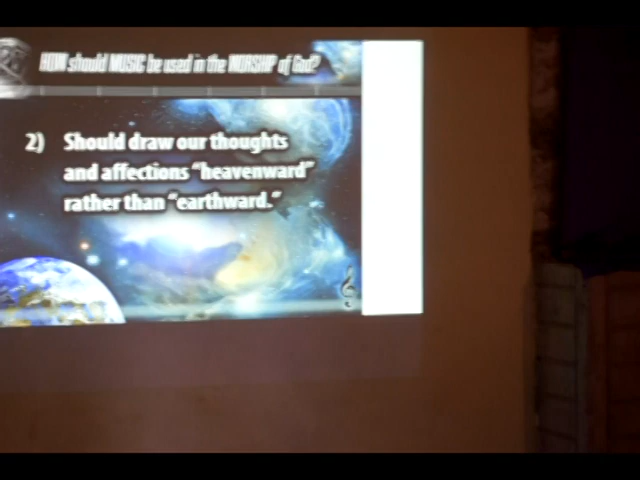 HOW should MUSIC be used in the WORSHIP of God?
2) Should draw our thoughts
and affections "heavenward"
rather than "earthward."